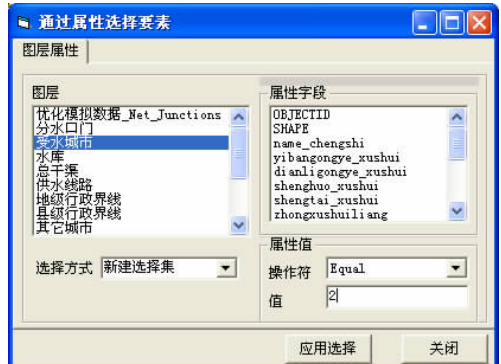 通过属性选择要素
图层属性
图层
优化模拟数据_Net_Junctions
分水口门
受水城市
水库
总干渠
供水线路
地级行政界线
县级行政界线
其它城市
选择方式 新建选择集
属性字段
OBJECTID
SHAPE
name_chengshi
yibangongye_xushui
dianligongye_xushui
shenghuo_xushui
shengtai_xushui
zhongxushuiliang
属性值
操作符 Equal
值 2
应用选择 关闭